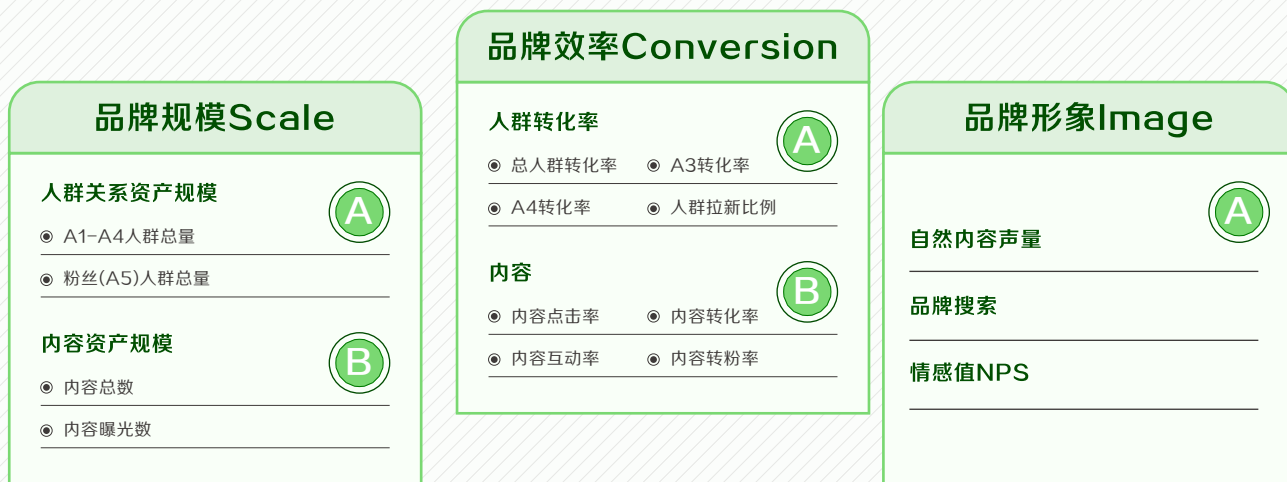 品牌规模Scale
人群关系资产规模
A
A1-A4人群总量
粉丝(A5)人群总量
内容资产规模
B
内容总数
内容曝光数
品牌效率Conversion
人群转化率
A
总人群转化率 A3转化率
A4转化率 人群拉新比例
内容
B
内容点击率 内容转化率
内容互动率 内容转粉率
品牌形象Image
A
自然内容声量
品牌搜索
情感值NPS